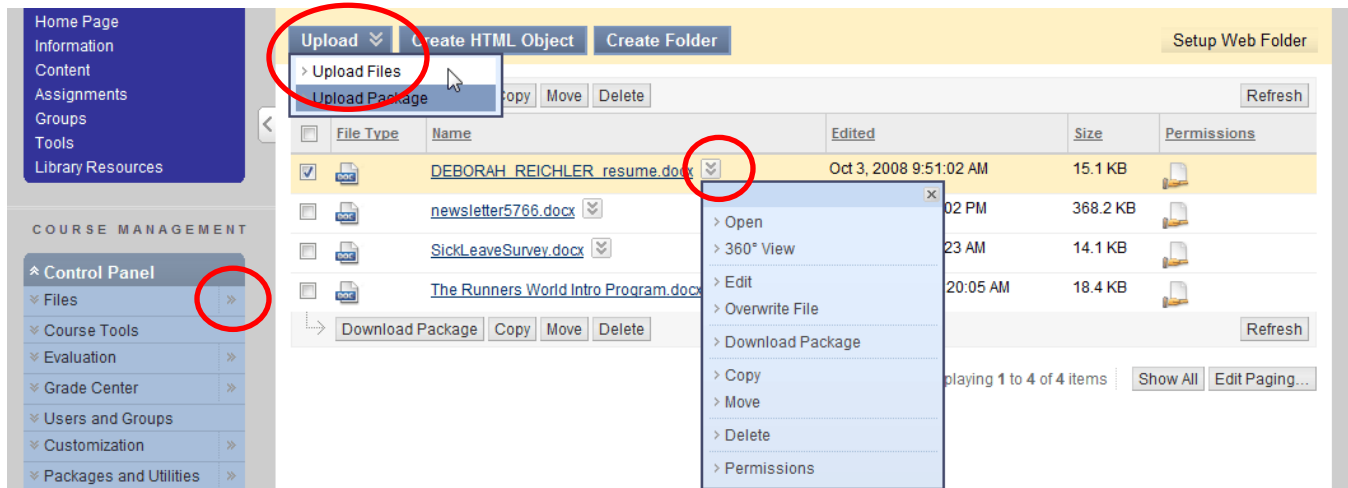 Home Page
Information
Content
Assignments
Groups
Tools
Library Resources
COURSE MANAGEMENT
Control Panel
Files
Course Tools
Evaluation
Grade Center
Users and Groups
Customization
Packages and Utilities
Upload Create HTML Object Create Folder Setup Web Folder
> Upload Files
Upload Package
Copy Move Delete Refresh
File Type Name Edited Size Permissions
DEBORAH_REICHLER_resume.docx Oct 3, 2008 9:51:02 AM 15.1 KB
newsletter5766.docx 02 PM 368.2 KB
SickLeaveSurvey.docx 23 AM 14.1 KB
The Runners World Intro Program.docx 20:05 AM 18.4 KB
Download Package Copy Move Delete Refresh
playing 1 to 4 of 4 items Show All Edit Paging...
> Open
> 360° View
> Edit
> Overwrite File
> Download Package
> Copy
> Move
> Delete
> Permissions